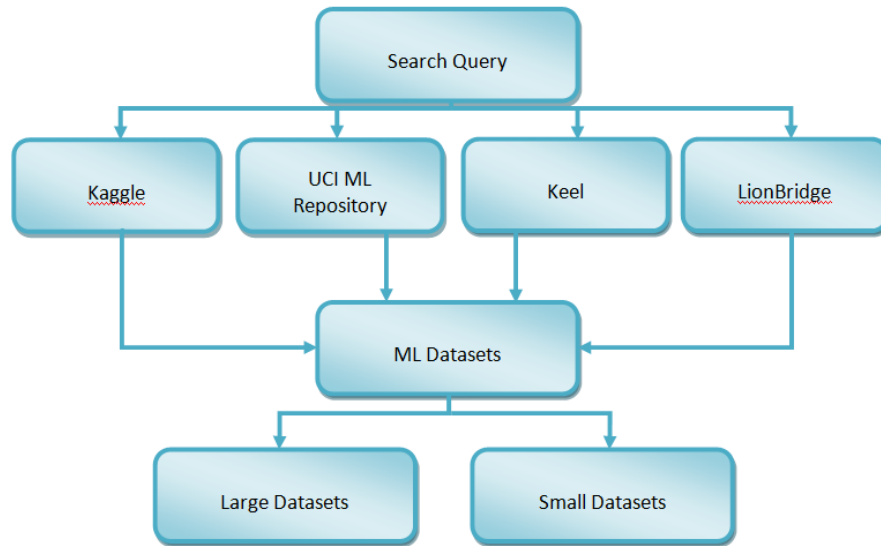 Search Query
Kaggle
UCI ML
Repository
Keel
LionBridge
ML Datasets
Large Datasets
Small Datasets